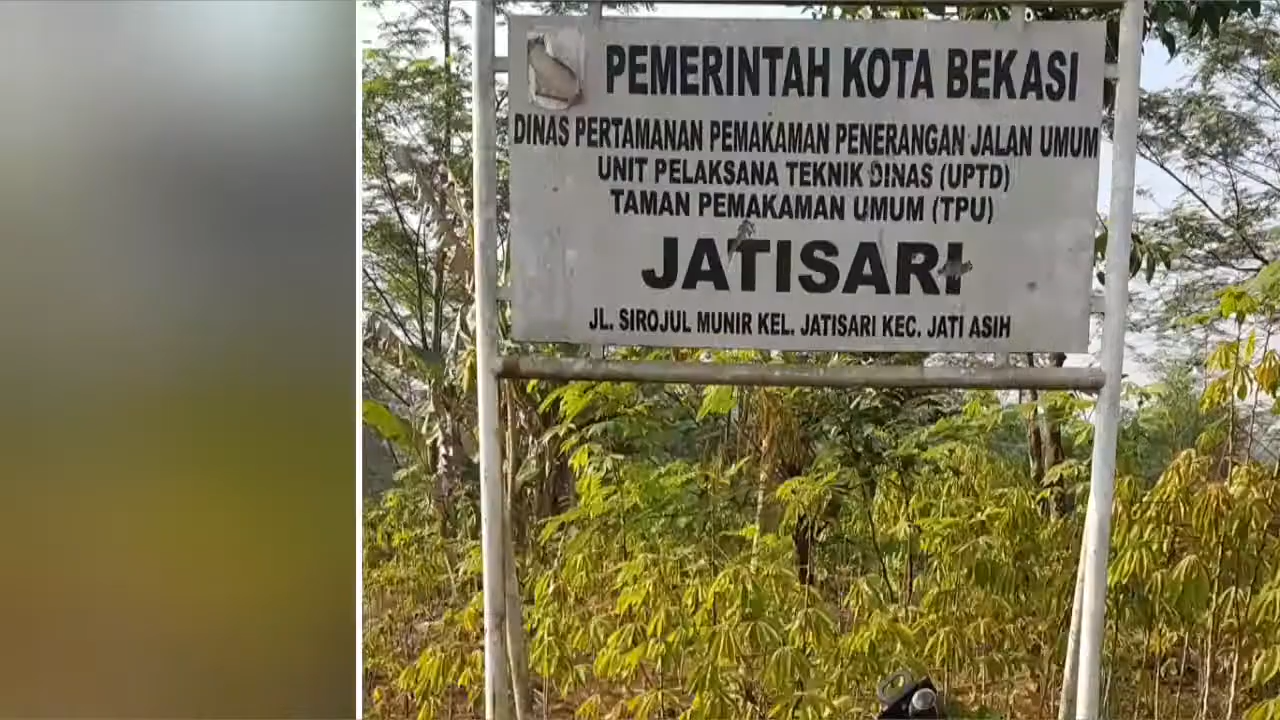 PEMERINTAH KOTA BEKASI
DINAS PERTAMANAN PEMAKAMAN PENERANGAN JALAN UMUM
UNIT PELAKSANA TEKNIK DINAS (UPTD)
TAMAN PEMAKAMAN UMUM (TPU)
JATISARI
JL. SIROJUL MUNIR KEL. JATISARI KEC. JATI ASIH